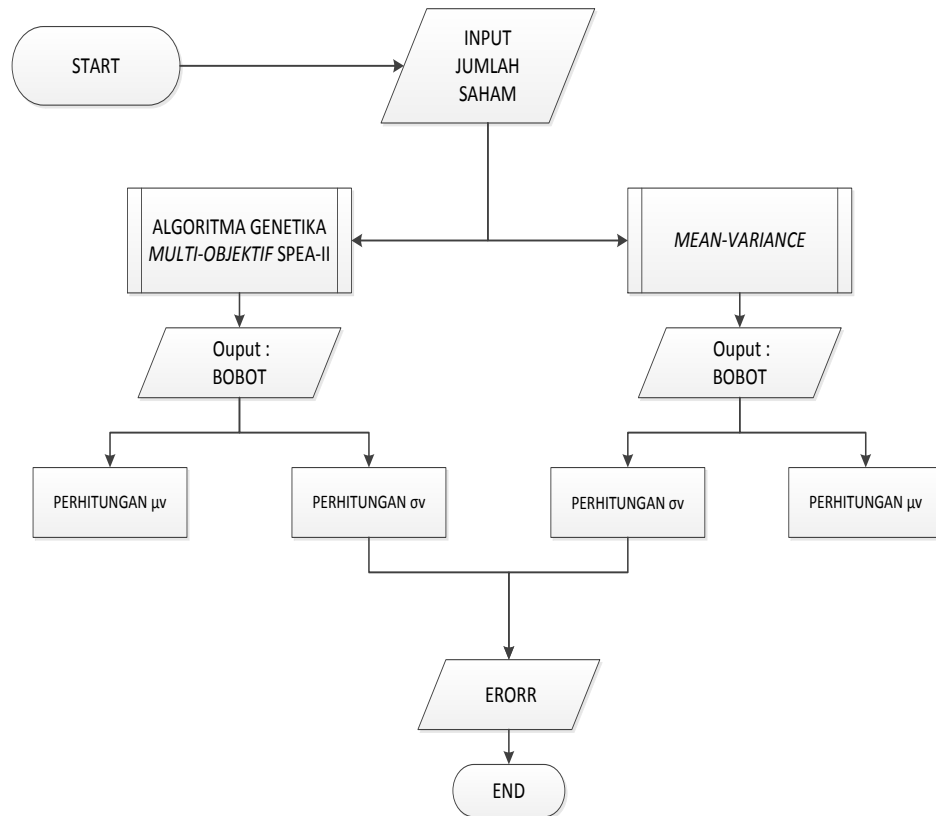 START
INPUT
JUMLAH
SAHAM
ALGORITMA GENETIKA
MULTI-OBJEKTIF SPEA-II
MEAN-VARIANCE
Ouput :
BOBOT
Ouput :
BOBOT
PERHITUNGAN μv
PERHITUNGAN σv
PERHITUNGAN σv
PERHITUNGAN μv
ERORR
END